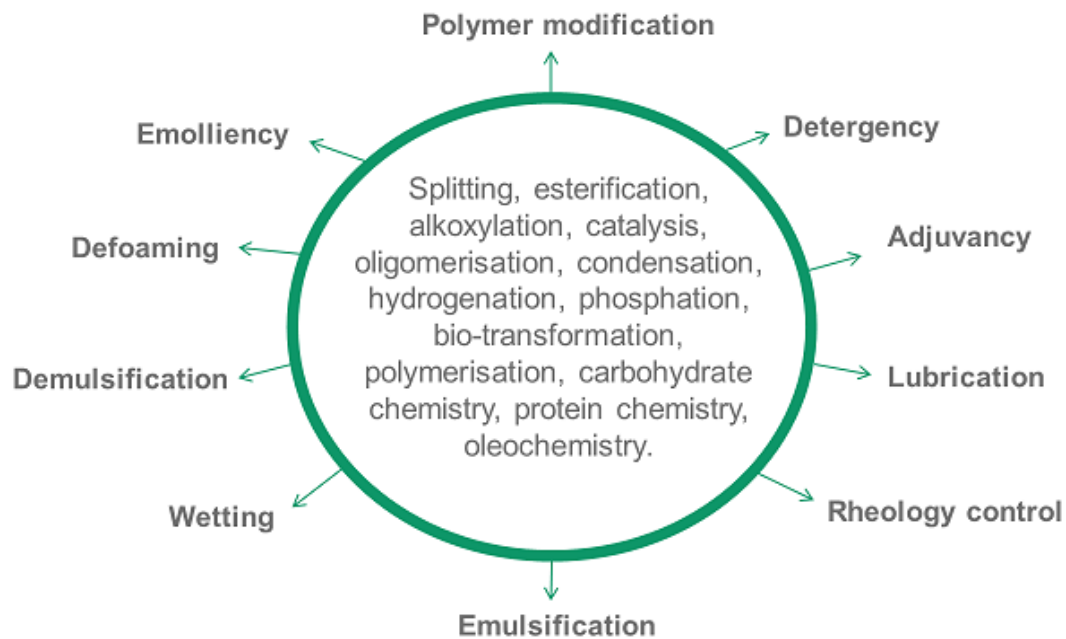 Polymer modification
Emolliency
Detergency
Defoaming
Adjuvancy
Demulsification
Lubrication
Wetting
Rheology control
Emulsification
Splitting, esterification,
alkoxylation, catalysis,
oligomerisation, condensation,
hydrogenation, phosphation,
bio-transformation,
polymerisation, carbohydrate
chemistry, protein chemistry,
oleochemistry.